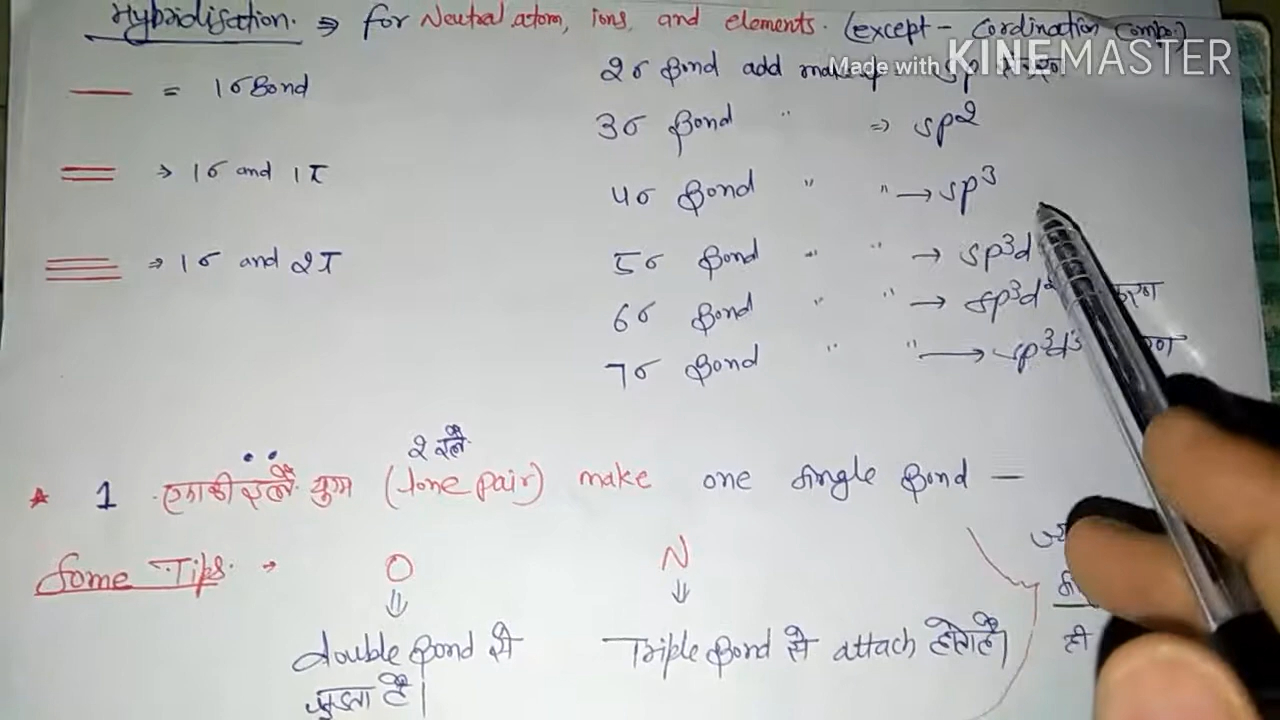 Hybridisation. ⇒ for Neutral atom, ions, and elements. (except - Cordination Compo.)
Made with KINEMASTER
— = 1σ Bond
2σ Bond add make sp
3σ Bond " ⇒ sp2
= → 1σ and 1π
4σ Bond " " → sp3
≡ → 1σ and 2π
5σ Bond " " → sp3d
6σ Bond " " → sp3d2
7σ Bond " " → sp3d3
2 इलै
★ 1 एकाकी इलै युग्म (lone pair) make one single Bond —
Some Tips → O N
⇓ ⇓
double Bond से Triple Bond से attach होता है।
जुड़ता है।
ही